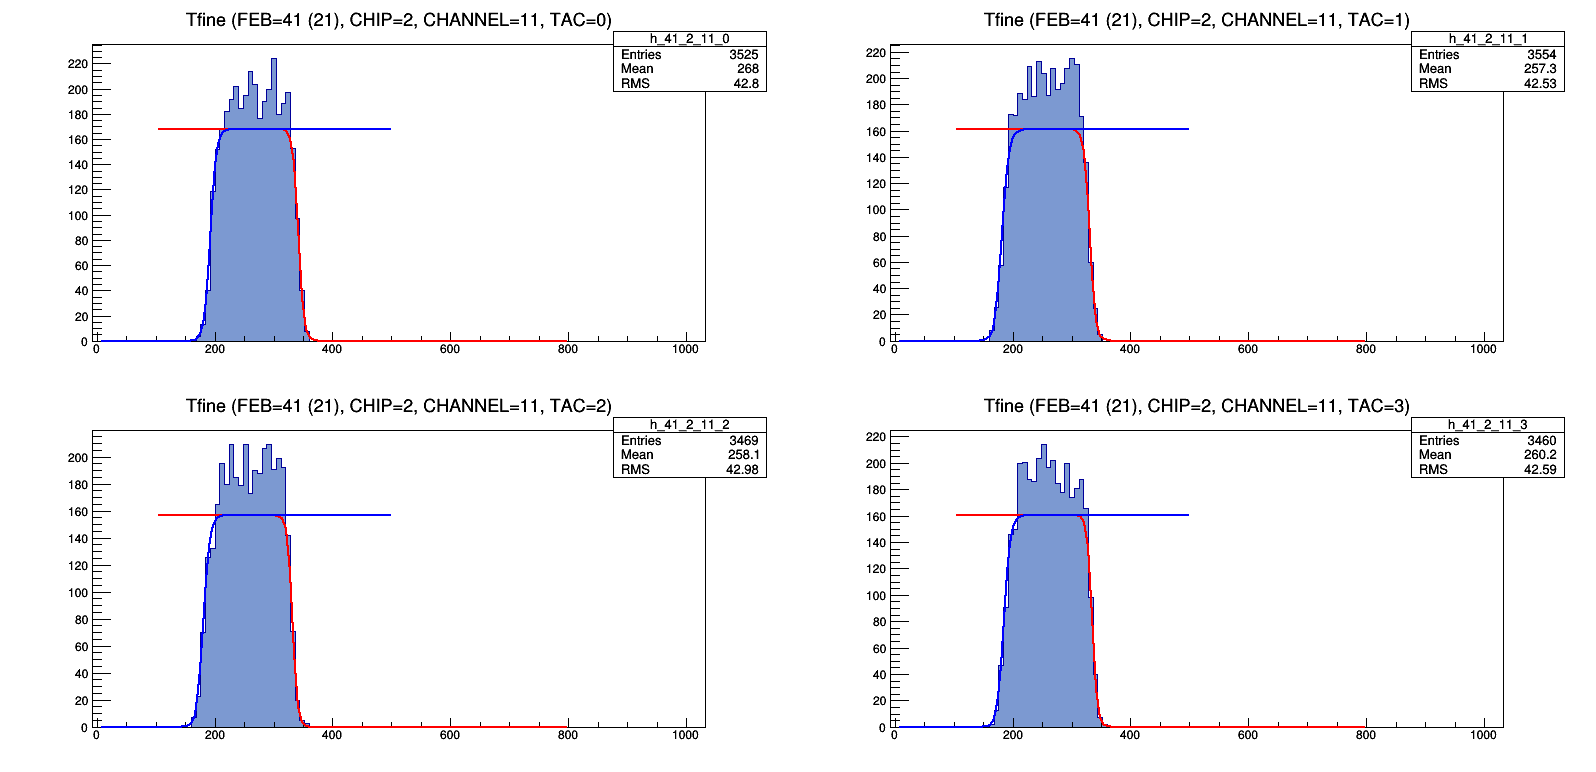 Tfine (FEB=41 (21), CHIP=2, CHANNEL=11, TAC=0)
h_41_2_11_0
Entries 3525
Mean 268
RMS 42.8
220
200
180
160
140
120
100
80
60
40
20
0
0 200 400 600 800 1000
Tfine (FEB=41 (21), CHIP=2, CHANNEL=11, TAC=1)
h_41_2_11_1
Entries 3554
Mean 257.3
RMS 42.53
220
200
180
160
140
120
100
80
60
40
20
0
0 200 400 600 800 1000
Tfine (FEB=41 (21), CHIP=2, CHANNEL=11, TAC=2)
h_41_2_11_2
Entries 3469
Mean 258.1
RMS 42.98
200
180
160
140
120
100
80
60
40
20
0
0 200 400 600 800 1000
Tfine (FEB=41 (21), CHIP=2, CHANNEL=11, TAC=3)
h_41_2_11_3
Entries 3460
Mean 260.2
RMS 42.59
220
200
180
160
140
120
100
80
60
40
20
0
0 200 400 600 800 1000